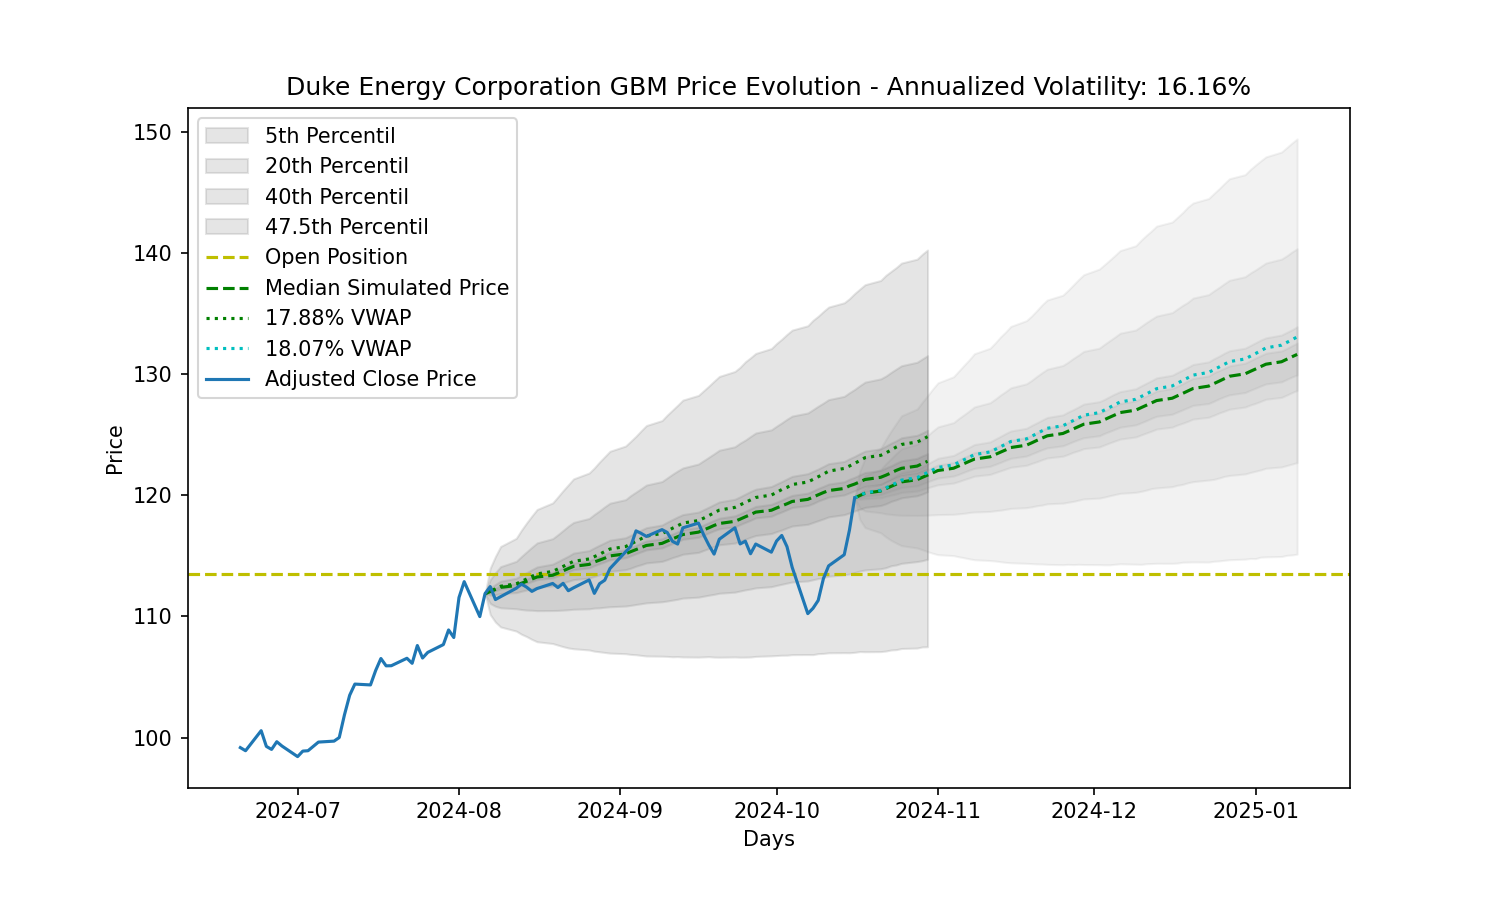 Duke Energy Corporation GBM Price Evolution - Annualized Volatility: 16.16%
5th Percentil
20th Percentil
40th Percentil
47.5th Percentil
Open Position
Median Simulated Price
17.88% VWAP
18.07% VWAP
Adjusted Close Price
150
140
130
120
110
100
Price
2024-07
2024-08
2024-09
2024-10
2024-11
2024-12
2025-01
Days